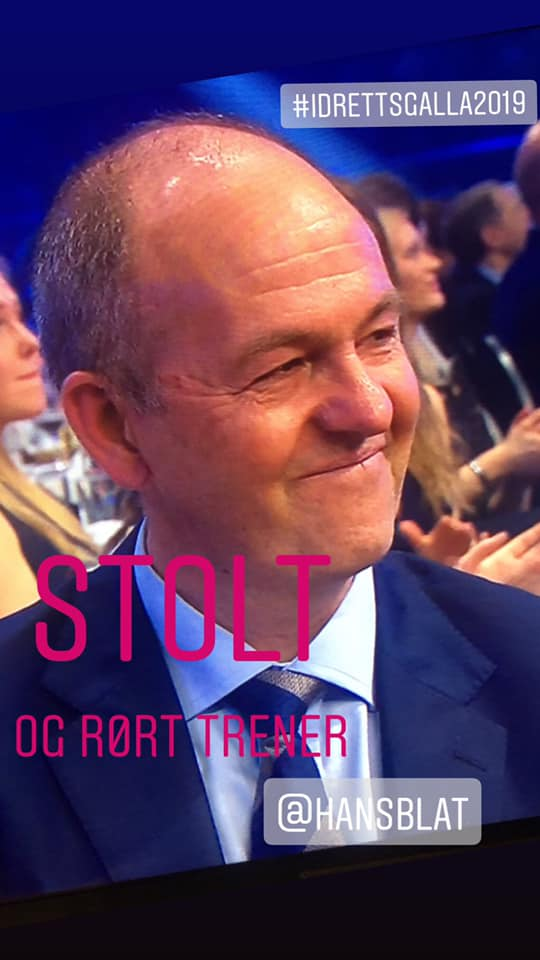 #IDRETTSGALLA2019
STOLT
OG RØRT TRENER
@HANSBLAT